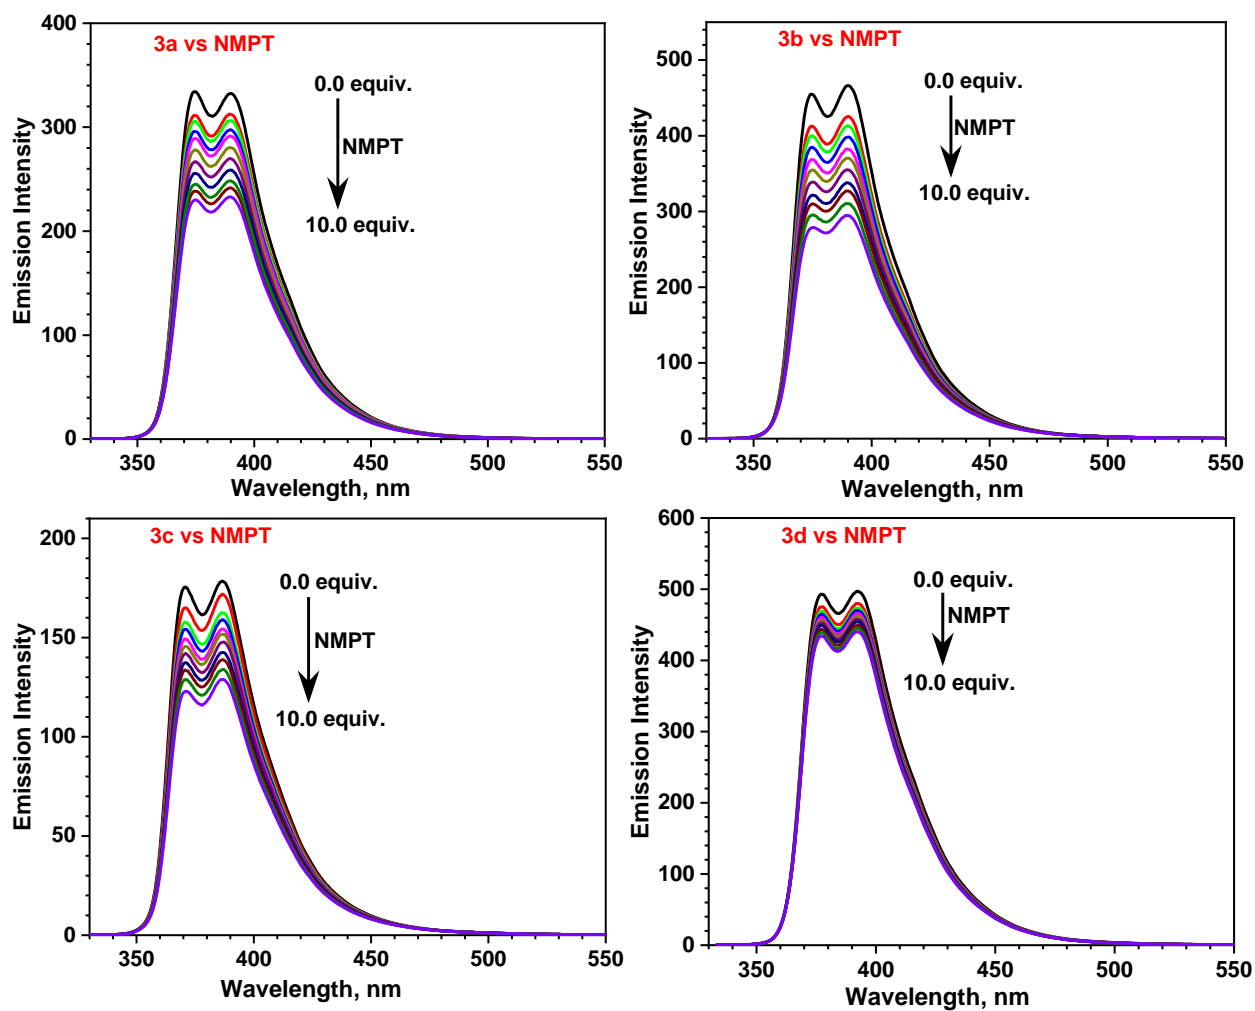 3a vs NMPT
0.0 equiv.
NMPT
10.0 equiv.
Emission Intensity
400
300
200
100
0
350 400 450 500 550
Wavelength, nm
3b vs NMPT
0.0 equiv.
NMPT
10.0 equiv.
Emission Intensity
500
400
300
200
100
0
350 400 450 500 550
Wavelength, nm
3c vs NMPT
0.0 equiv.
NMPT
10.0 equiv.
Emission Intensity
200
150
100
50
0
350 400 450 500 550
Wavelength, nm
3d vs NMPT
0.0 equiv.
NMPT
10.0 equiv.
Emission Intensity
600
500
400
300
200
100
0
350 400 450 500 550
Wavelength, nm